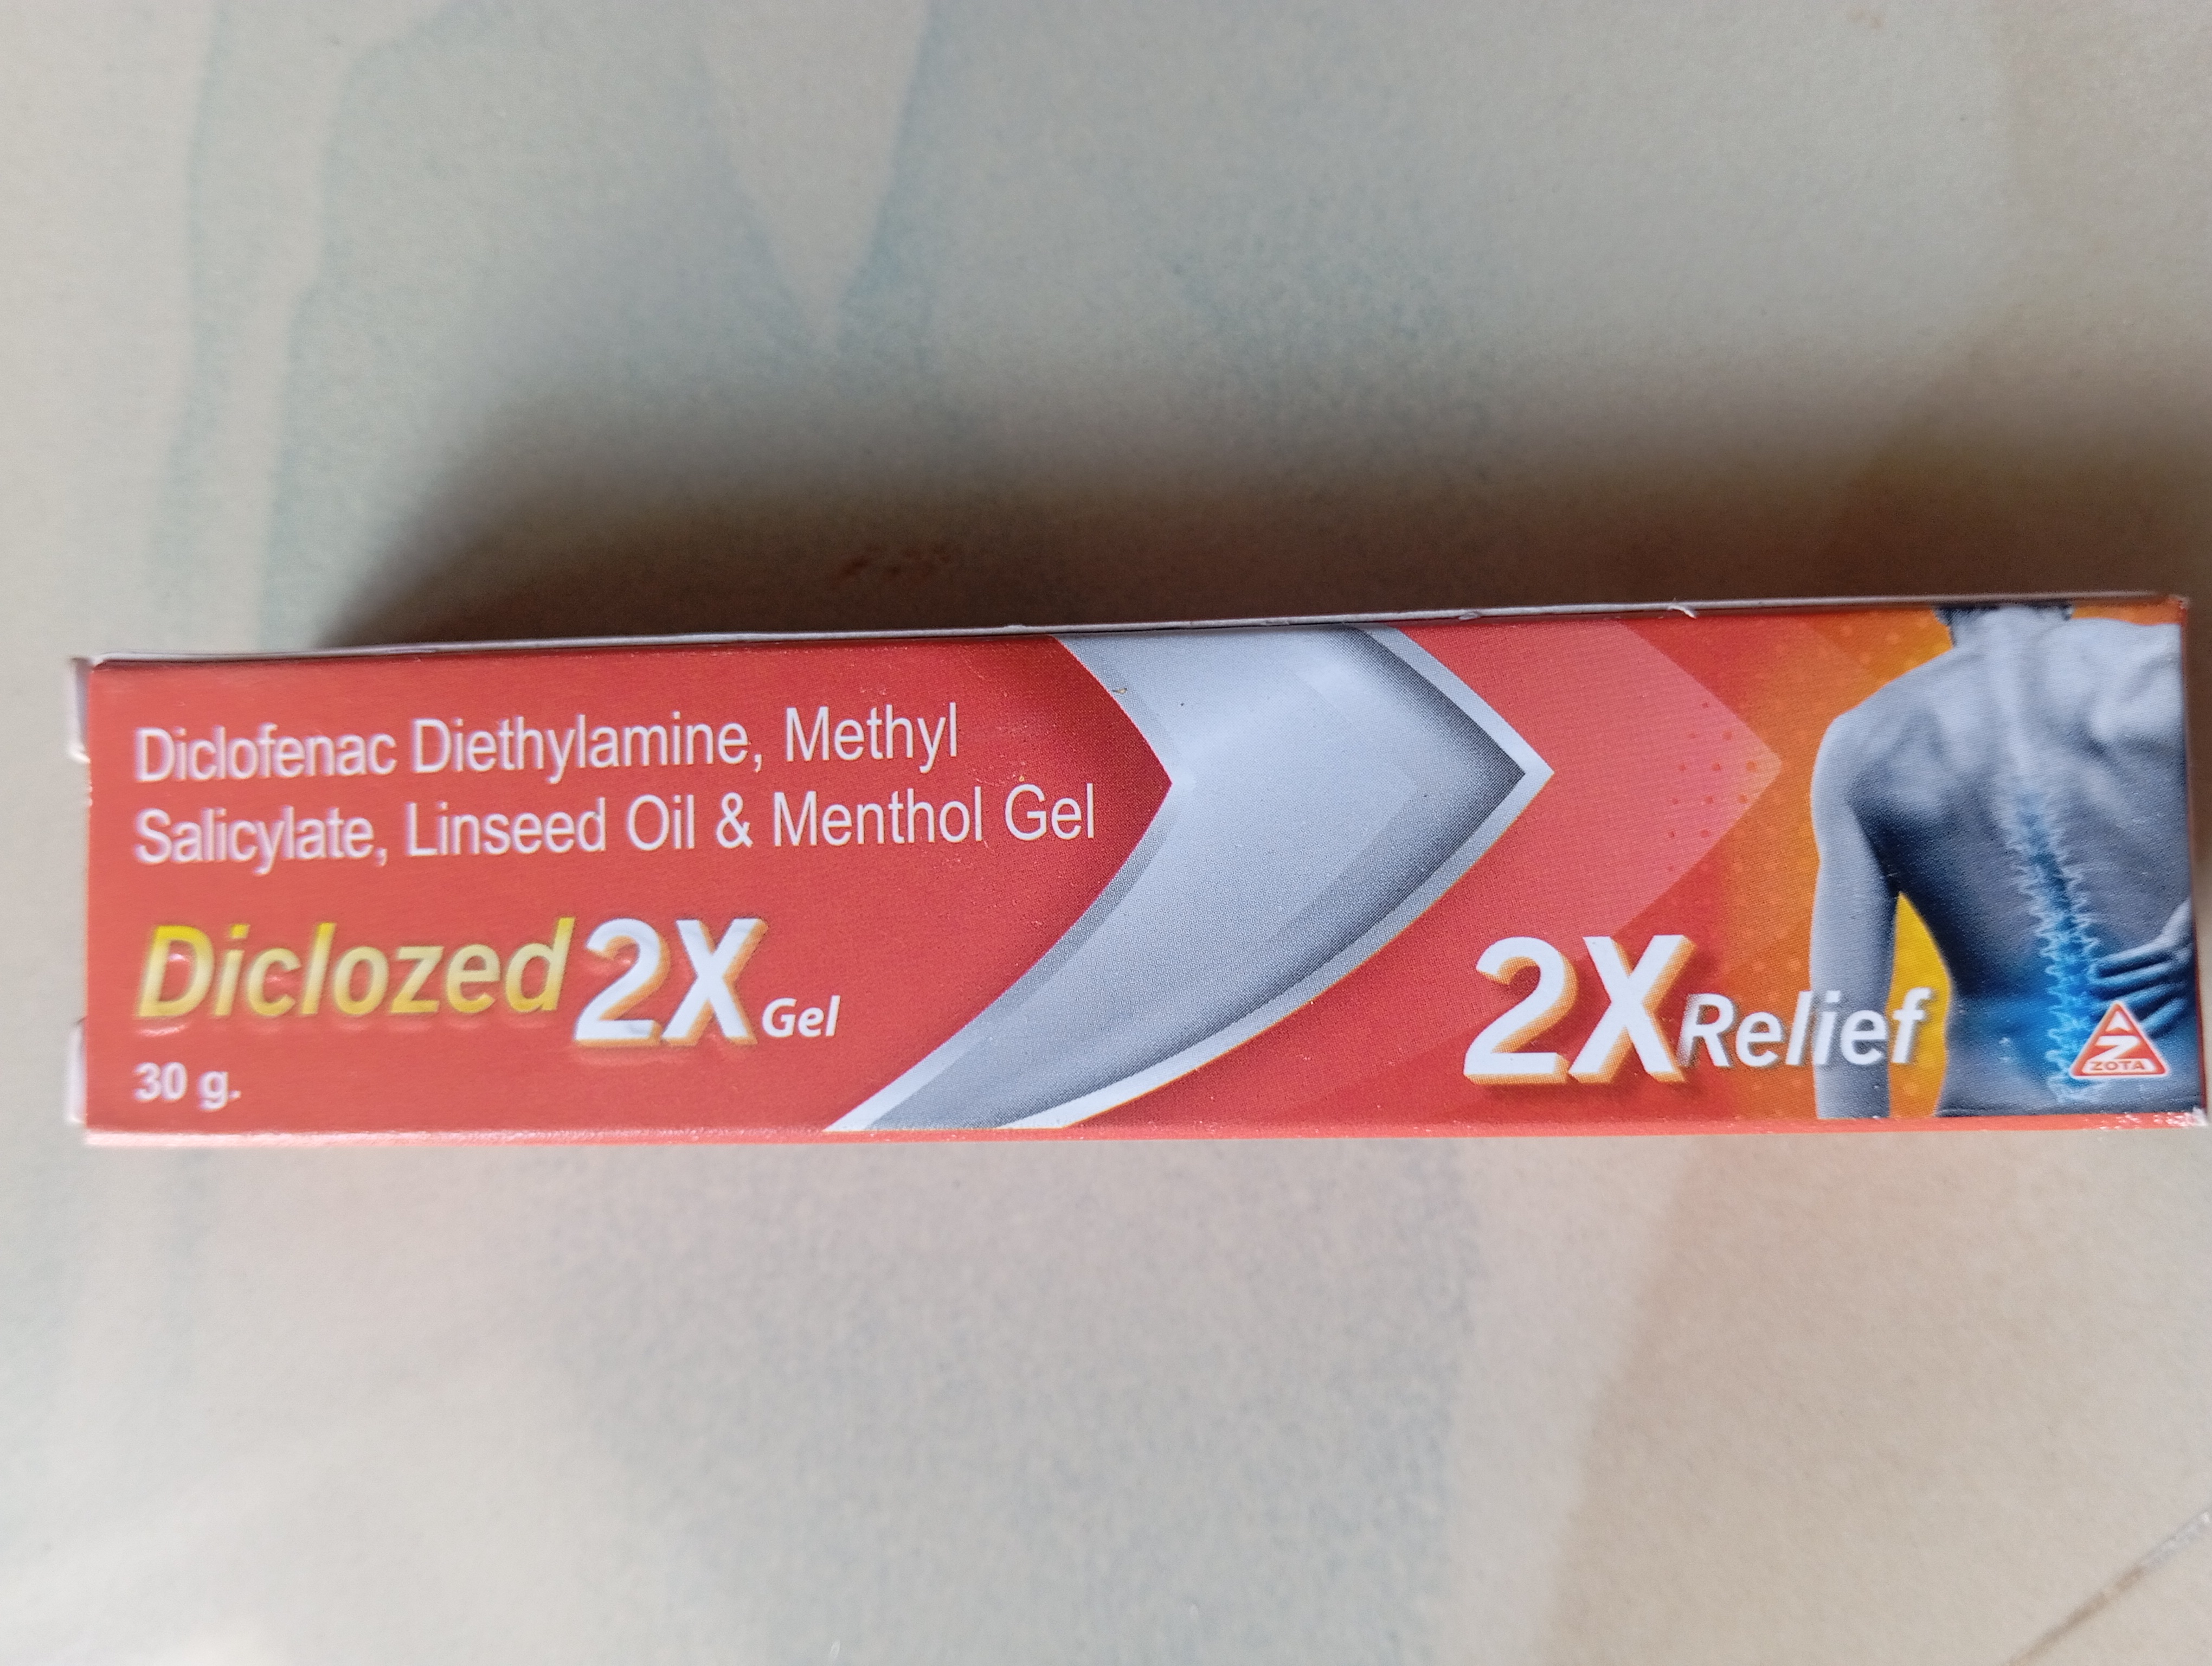 Diclofenac Diethylamine, Methyl
Salicylate, Linseed Oil & Menthol Gel
Diclozed 2X Gel
30 g.
2X Relief
ZOTA